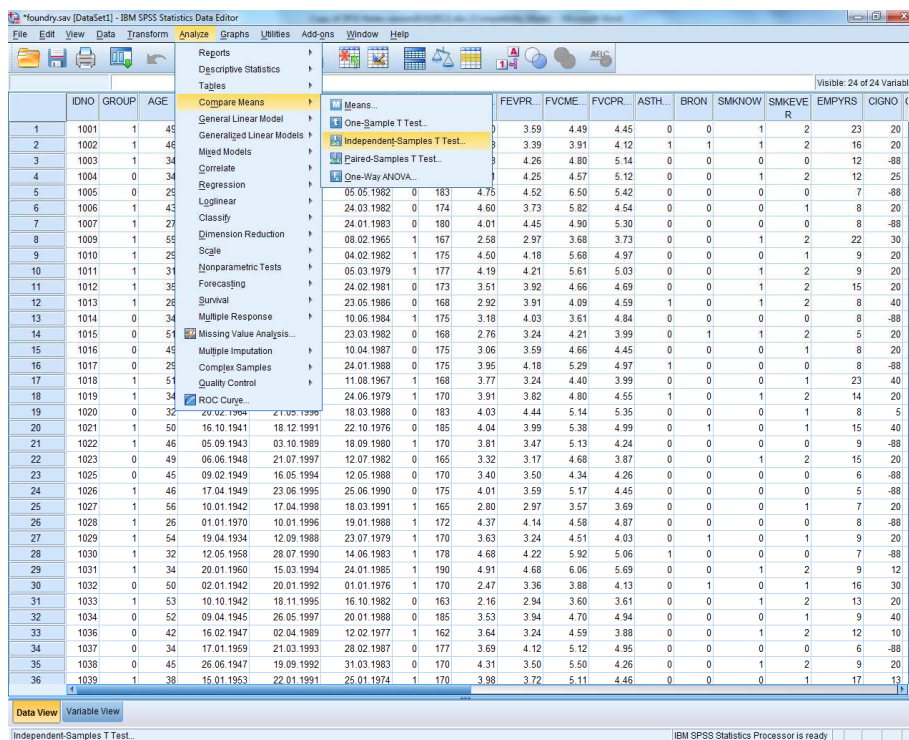 *foundry.sav [DataSet1] - IBM SPSS Statistics Data Editor
File Edit View Data Transform Analyze Graphs Utilities Add-ons Window Help
Visible: 24 of 24 Variabl
Reports
Descriptive Statistics
Tables
Compare Means
General Linear Model
Generalized Linear Models
Mixed Models
Correlate
Regression
Loglinear
Classify
Dimension Reduction
Scale
Nonparametric Tests
Forecasting
Survival
Multiple Response
Missing Value Analysis...
Multiple Imputation
Complex Samples
Quality Control
ROC Curve...
Means...
One-Sample T Test...
Independent-Samples T Test...
Paired-Samples T Test...
One-Way ANOVA...
IDNO GROUP AGE FEVPR... FVCME... FVCPR... ASTH... BRON SMKNOW SMKEVER EMPYRS CIGNO
1 1001 1 49 3.59 4.49 4.45 0 0 1 2 23 20
2 1002 1 46 3.39 3.91 4.12 1 1 1 2 16 20
3 1003 1 34 4.26 4.80 5.14 0 0 0 0 12 -88
4 1004 0 34 4.25 4.57 5.12 0 0 1 2 12 25
5 1005 0 29 05.05.1982 0 183 4.75 4.52 6.50 5.42 0 0 0 0 7 -88
6 1006 1 43 24.03.1982 0 174 4.60 3.73 5.82 4.54 0 0 0 1 8 20
7 1007 1 27 24.01.1983 0 180 4.01 4.45 4.90 5.30 0 0 0 0 8 -88
8 1009 1 59 08.02.1965 1 167 2.58 2.97 3.68 3.73 0 0 1 2 22 30
9 1010 1 29 04.02.1982 1 175 4.50 4.18 5.68 4.97 0 0 0 1 9 20
10 1011 1 31 05.03.1979 1 177 4.19 4.21 5.61 5.03 0 0 1 2 9 20
11 1012 1 35 24.02.1981 0 173 3.51 3.92 4.66 4.69 0 0 1 2 15 20
12 1013 1 28 23.05.1986 0 168 2.92 3.91 4.09 4.59 1 0 1 2 8 40
13 1014 0 34 10.06.1984 1 175 3.18 4.03 3.61 4.84 0 0 0 0 8 -88
14 1015 0 51 23.03.1982 0 168 2.76 3.24 4.21 3.99 0 1 1 2 5 20
15 1016 0 45 10.04.1987 0 175 3.06 3.59 4.66 4.45 0 0 0 1 8 20
16 1017 0 29 24.01.1988 0 175 3.95 4.18 5.29 4.97 1 0 0 0 8 -88
17 1018 1 51 11.08.1967 1 168 3.77 3.24 4.40 3.99 0 0 0 1 23 40
18 1019 1 34 24.06.1979 1 170 3.91 3.82 4.80 4.55 1 0 1 2 14 20
19 1020 0 32 20.02.1964 21.05.1996 18.03.1988 0 183 4.03 4.44 5.14 5.35 0 0 0 1 8 5
20 1021 1 50 16.10.1941 18.12.1991 22.10.1976 0 185 4.04 3.99 5.38 4.99 0 1 0 1 15 40
21 1022 1 46 05.09.1943 03.10.1989 18.09.1980 1 170 3.81 3.47 5.13 4.24 0 0 0 0 9 -88
22 1023 0 49 06.06.1948 21.07.1997 12.07.1982 0 165 3.32 3.17 4.68 3.87 0 0 1 2 15 20
23 1025 0 45 09.02.1949 16.05.1994 12.05.1988 0 170 3.40 3.50 4.34 4.26 0 0 0 0 6 -88
24 1026 1 46 17.04.1949 23.06.1995 25.06.1990 0 175 4.01 3.59 5.17 4.45 0 0 0 0 5 -88
25 1027 1 56 10.01.1942 17.04.1998 18.03.1991 1 165 2.80 2.97 3.57 3.69 0 0 0 1 7 20
26 1028 1 26 01.01.1970 10.01.1996 19.01.1988 1 172 4.37 4.14 4.58 4.87 0 0 0 0 8 -88
27 1029 1 54 19.04.1934 12.09.1988 23.07.1979 0 170 3.63 3.24 4.51 4.03 0 1 0 1 9 20
28 1030 1 32 12.05.1958 28.07.1990 14.06.1983 1 178 4.68 4.22 5.92 5.06 1 0 0 0 7 -88
29 1031 1 34 20.01.1960 15.03.1994 24.01.1985 1 190 4.91 4.68 6.06 5.69 0 0 1 2 9 12
30 1032 0 50 02.01.1942 20.01.1992 01.01.1976 1 170 2.47 3.36 3.88 4.13 0 1 0 1 16 30
31 1033 1 53 10.10.1942 18.11.1995 16.10.1982 0 163 2.16 2.94 3.60 3.61 0 0 1 2 13 20
32 1034 0 52 09.04.1945 26.05.1997 20.01.1988 0 185 3.53 3.94 4.70 4.94 0 0 0 1 9 40
33 1036 0 42 16.02.1947 02.04.1989 12.02.1977 1 162 3.64 3.24 4.59 3.88 0 0 1 2 12 10
34 1037 0 34 17.01.1959 21.03.1993 28.02.1987 0 177 3.69 4.12 5.12 4.95 0 0 0 0 6 -88
35 1038 0 45 26.06.1947 19.09.1992 31.03.1983 0 170 4.31 3.50 5.50 4.26 0 0 1 2 9 20
36 1039 1 38 15.01.1953 22.01.1991 25.01.1974 1 170 3.98 3.72 5.11 4.46 0 0 0 1 17 13
Data View Variable View
Independent-Samples T Test... IBM SPSS Statistics Processor is ready